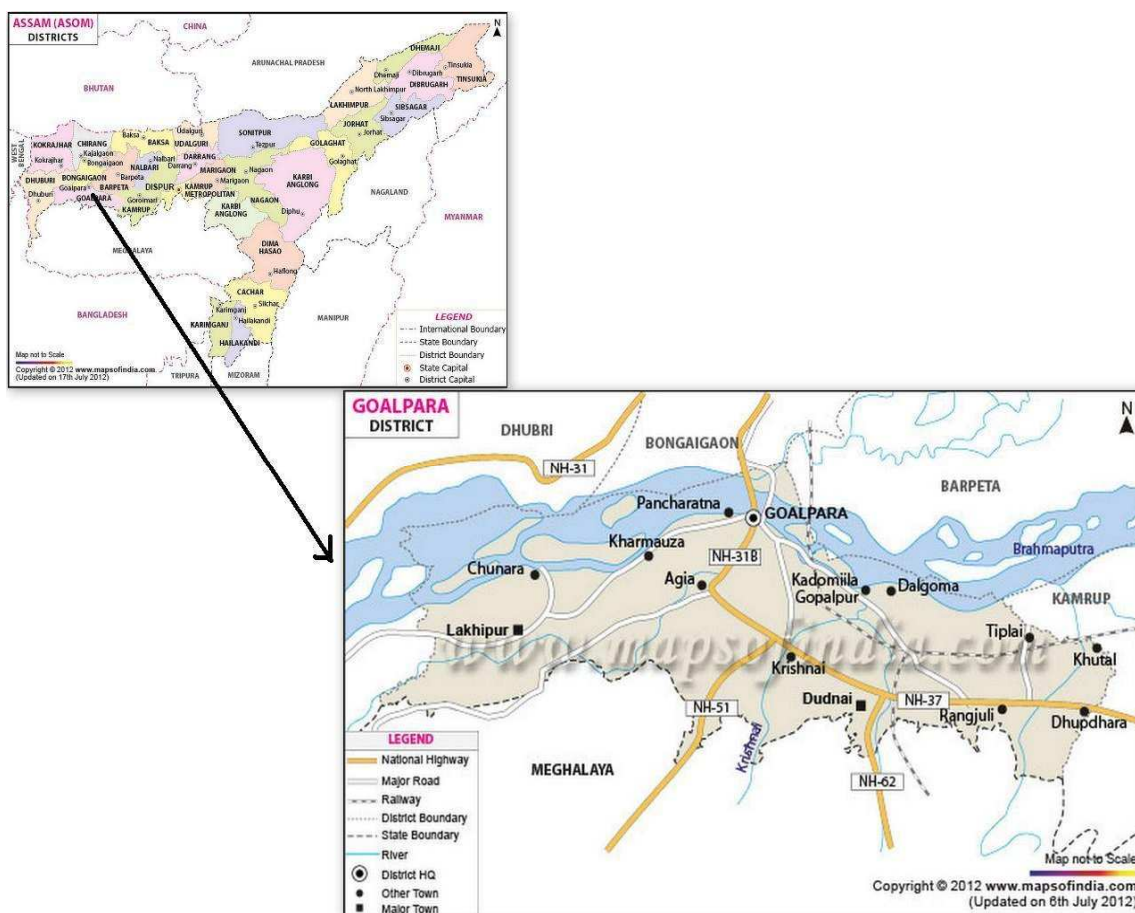 ASSAM (ASOM)
DISTRICTS
CHINA
N
ARUNACHAL PRADESH
BHUTAN
DHEMAJI
Dhemaji
Tinsukia
Dibrugarh
TINSUKIA
DIBRUGARH
North Lakhimpur
LAKHIMPUR
SIBSAGAR
Sibsagar
JORHAT
Jorhat
SONITPUR
Tezpur
GOLAGHAT
Golaghat
Udalguri
UDALGURI
Baksa
BAKSA
WEST BENGAL
KOKRAJHAR
Kokrajhar
CHIRANG
Kajalgaon
Bongaigaon
BONGAIGAON
NALBARI
Nalbari
DARRANG
Darrang
MARIGAON
Marigaon
Nagaon
NAGAON
KARBI
ANGLONG
Diphu
NAGALAND
MYANMAR
DHUBURI
Dhuburi
Goalpara
GOALPARA
Barpeta
BARPETA
Goroimari
KAMRUP
DISPUR
KAMRUP
METROPOLITAN
KARBI
ANGLONG
MEGHALAYA
DIMA
HASAO
Haflong
CACHAR
Silchar
Karimganj
KARIMGANJ
Hailakandi
HAILAKANDI
BANGLADESH
MANIPUR
TRIPURA
MIZORAM
LEGEND
International Boundary
State Boundary
District Boundary
State Capital
District Capital
Map not to Scale
Copyright © 2012 www.mapsofindia.com
(Updated on 17th July 2012)
GOALPARA
DISTRICT
DHUBRI
BONGAIGAON
N
NH-31
BARPETA
Pancharatna
GOALPARA
Brahmaputra
Kharmauza
NH-31B
Chunara
Agia
Kadomiila
Gopalpur
Dalgoma
KAMRUP
Lakhipur
Tiplai
www.mapsofindia.com
Khutal
Krishnai
Dudnai
NH-51
NH-37
Rangjuli
Dhupdhara
Krishnai
MEGHALAYA
NH-62
LEGEND
National Highway
Major Road
Railway
District Boundary
State Boundary
River
District HQ
Other Town
Major Town
Map not to Scale
Copyright © 2012 www.mapsofindia.com
(Updated on 6th July 2012)